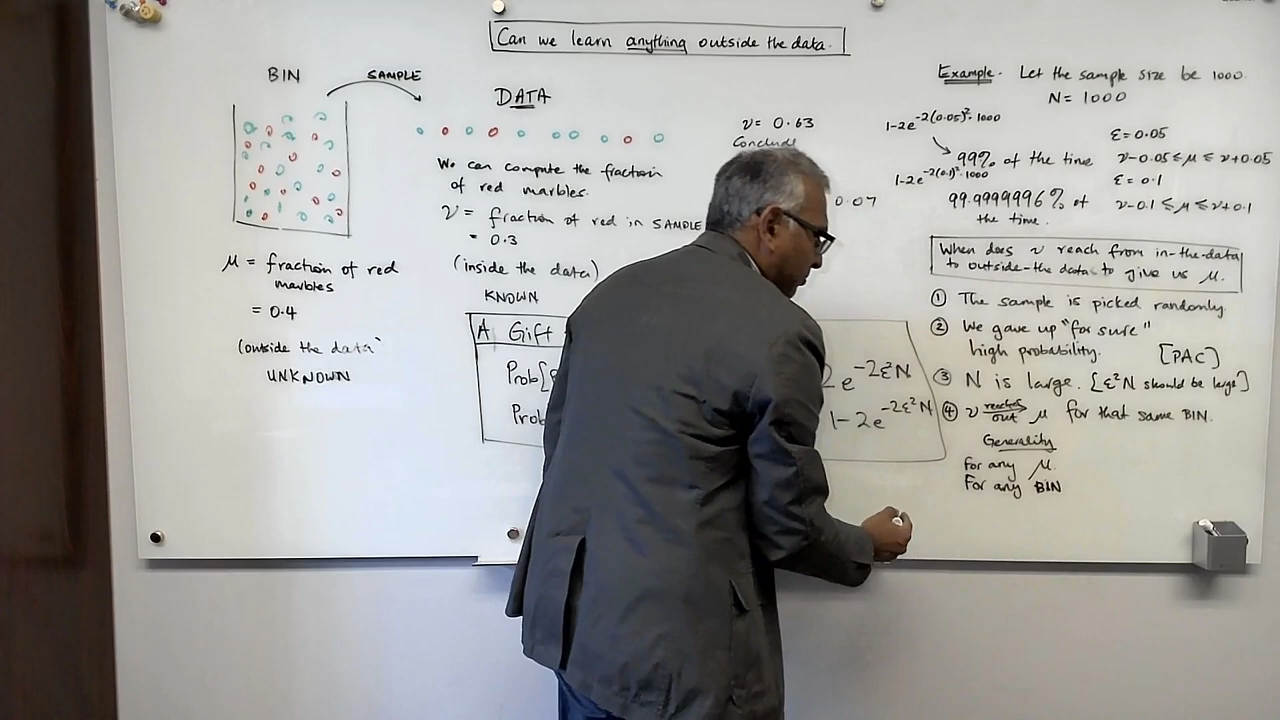 Can we learn anything outside the data.
BIN
SAMPLE
μ = fraction of red
marbles
= 0.4
(outside the data)
UNKNOWN
DATA
We can compute the fraction
of red marbles.
ν = fraction of red in SAMPLE
= 0.3
(inside the data)
KNOWN
ν = 0.63
Conclude
0.07
A Gift
Prob[
Prob
2e^-2ε²N
1-2e^-2ε²N
Example. Let the sample size be 1000.
N = 1000
1-2e^-2(0.05)²·1000
ε = 0.05
99% of the time
ν-0.05 ≤ μ ≤ ν+0.05
1-2e^-2(0.1)²·1000
ε = 0.1
99.9999996% of
the time.
ν-0.1 ≤ μ ≤ ν+0.1
When does ν reach from in-the-data
to outside-the data to give us μ.
① The sample is picked randomly.
② We gave up "for sure"
high probability. [PAC]
③ N is large. [ε²N should be large]
④ ν reaches out → μ for that same BIN.
Generality
For any μ.
For any BIN